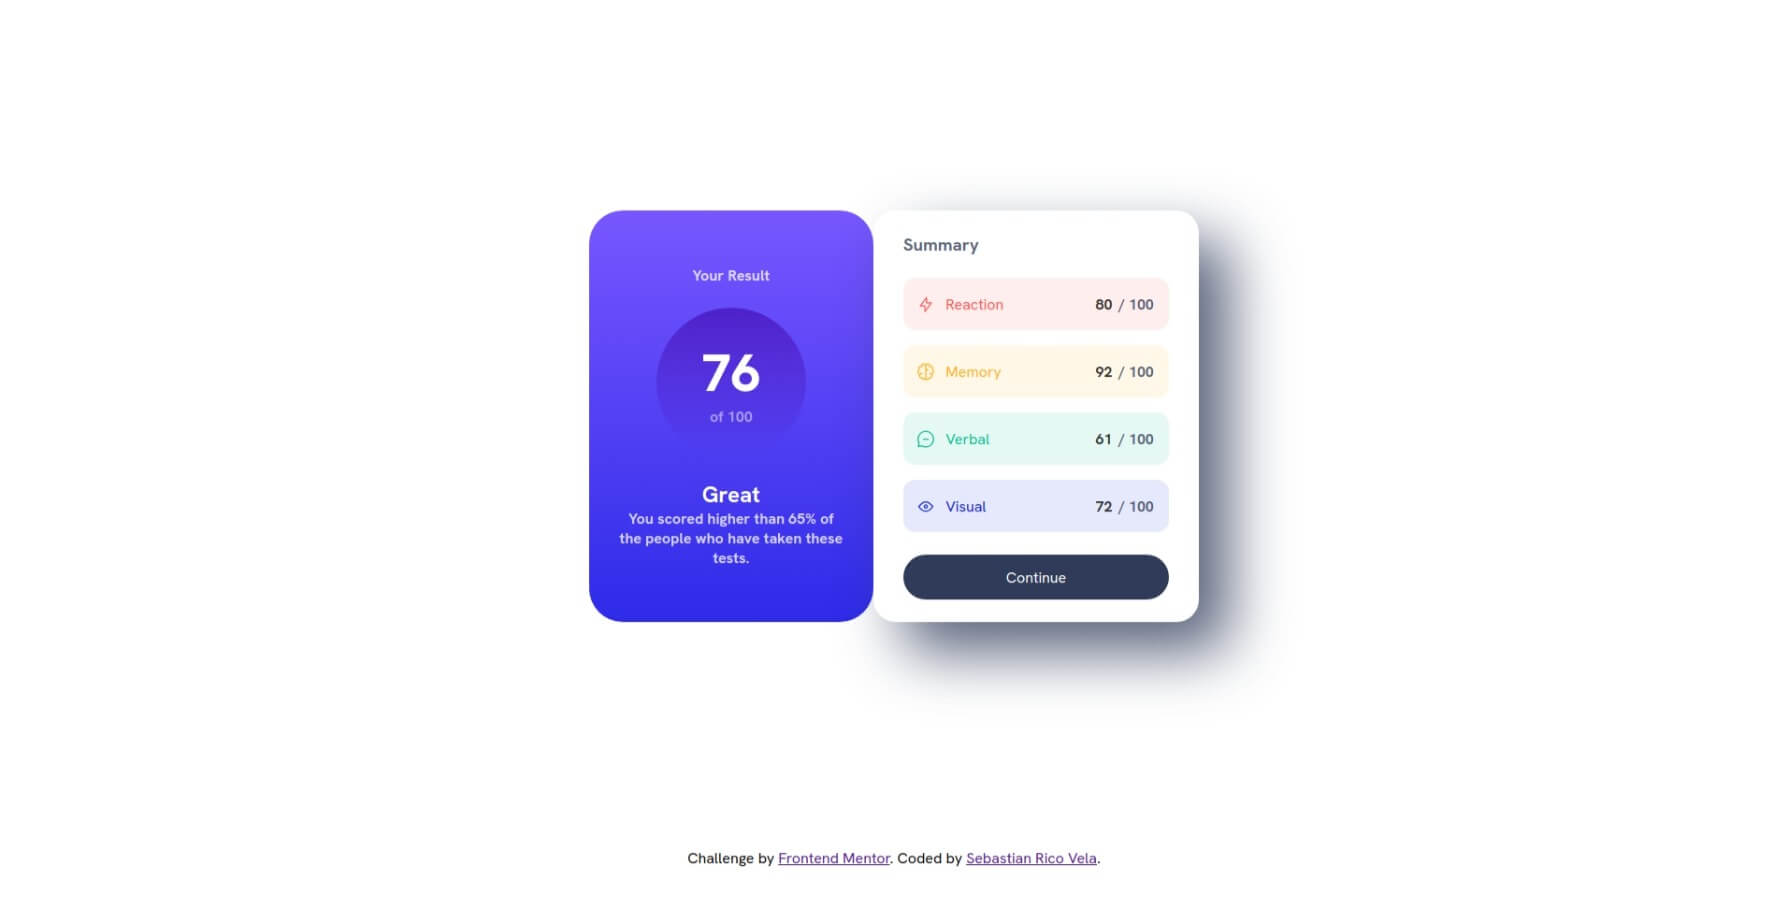 Your Result
76
of 100
Great
You scored higher than 65% of
the people who have taken these
tests.
Summary
Reaction 80 / 100
Memory 92 / 100
Verbal 61 / 100
Visual 72 / 100
Continue
Challenge by Frontend Mentor. Coded by Sebastian Rico Vela.